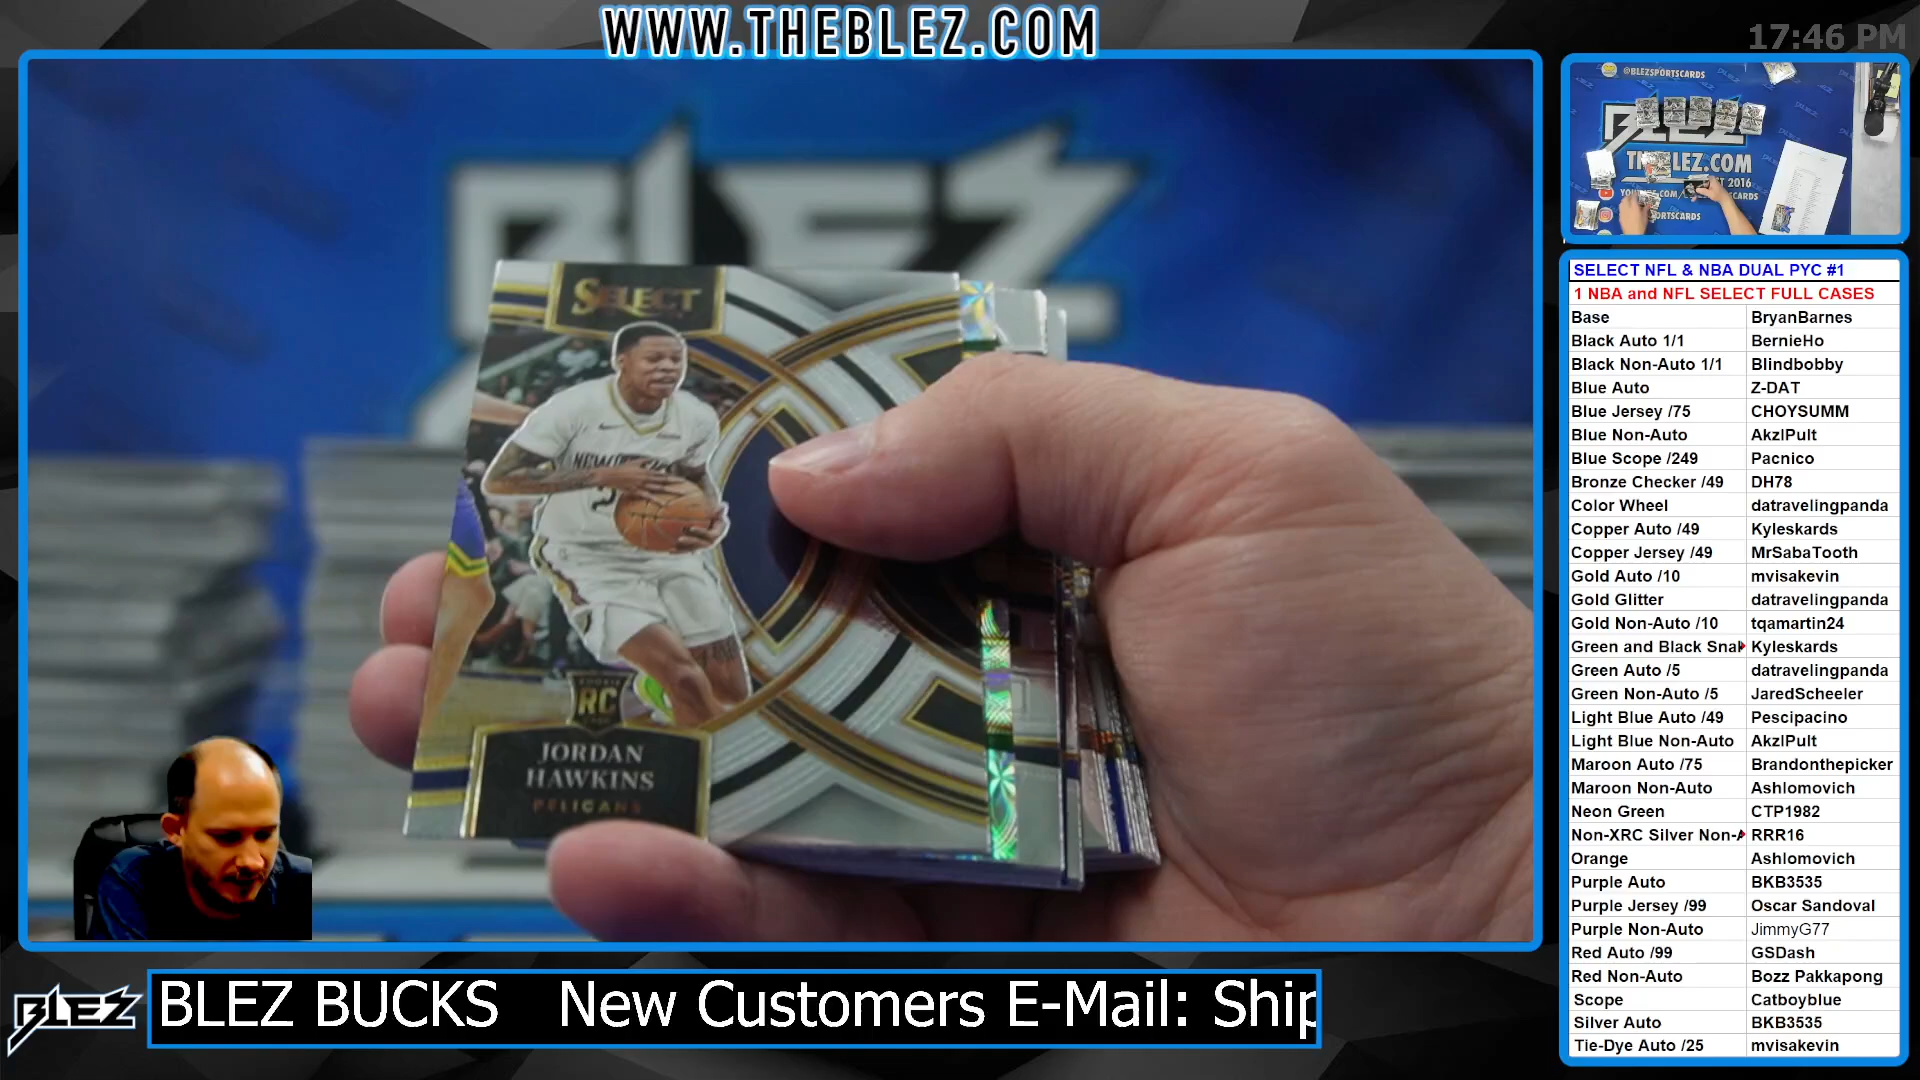 WWW.THEBLEZ.COM
17:46 PM
@BLEZSPORTSCARDS
BLEZ
THEBLEZ.COM
BLEZ
SELECT
RC
JORDAN
HAWKINS
PELICANS
SELECT NFL & NBA DUAL PYC #1
1 NBA and NFL SELECT FULL CASES
Base BryanBarnes
Black Auto 1/1 BernieHo
Black Non-Auto 1/1 Blindbobby
Blue Auto Z-DAT
Blue Jersey /75 CHOYSUMM
Blue Non-Auto AkzlPult
Blue Scope /249 Pacnico
Bronze Checker /49 DH78
Color Wheel datravelingpanda
Copper Auto /49 Kyleskards
Copper Jersey /49 MrSabaTooth
Gold Auto /10 mvisakevin
Gold Glitter datravelingpanda
Gold Non-Auto /10 tqamartin24
Green and Black Snak Kyleskards
Green Auto /5 datravelingpanda
Green Non-Auto /5 JaredScheeler
Light Blue Auto /49 Pescipacino
Light Blue Non-Auto AkzlPult
Maroon Auto /75 Brandonthepicker
Maroon Non-Auto Ashlomovich
Neon Green CTP1982
Non-XRC Silver Non-A RRR16
Orange Ashlomovich
Purple Auto BKB3535
Purple Jersey /99 Oscar Sandoval
Purple Non-Auto JimmyG77
Red Auto /99 GSDash
Red Non-Auto Bozz Pakkapong
Scope Catboyblue
Silver Auto BKB3535
Tie-Dye Auto /25 mvisakevin
BLEZ
BLEZ BUCKS New Customers E-Mail: Ship